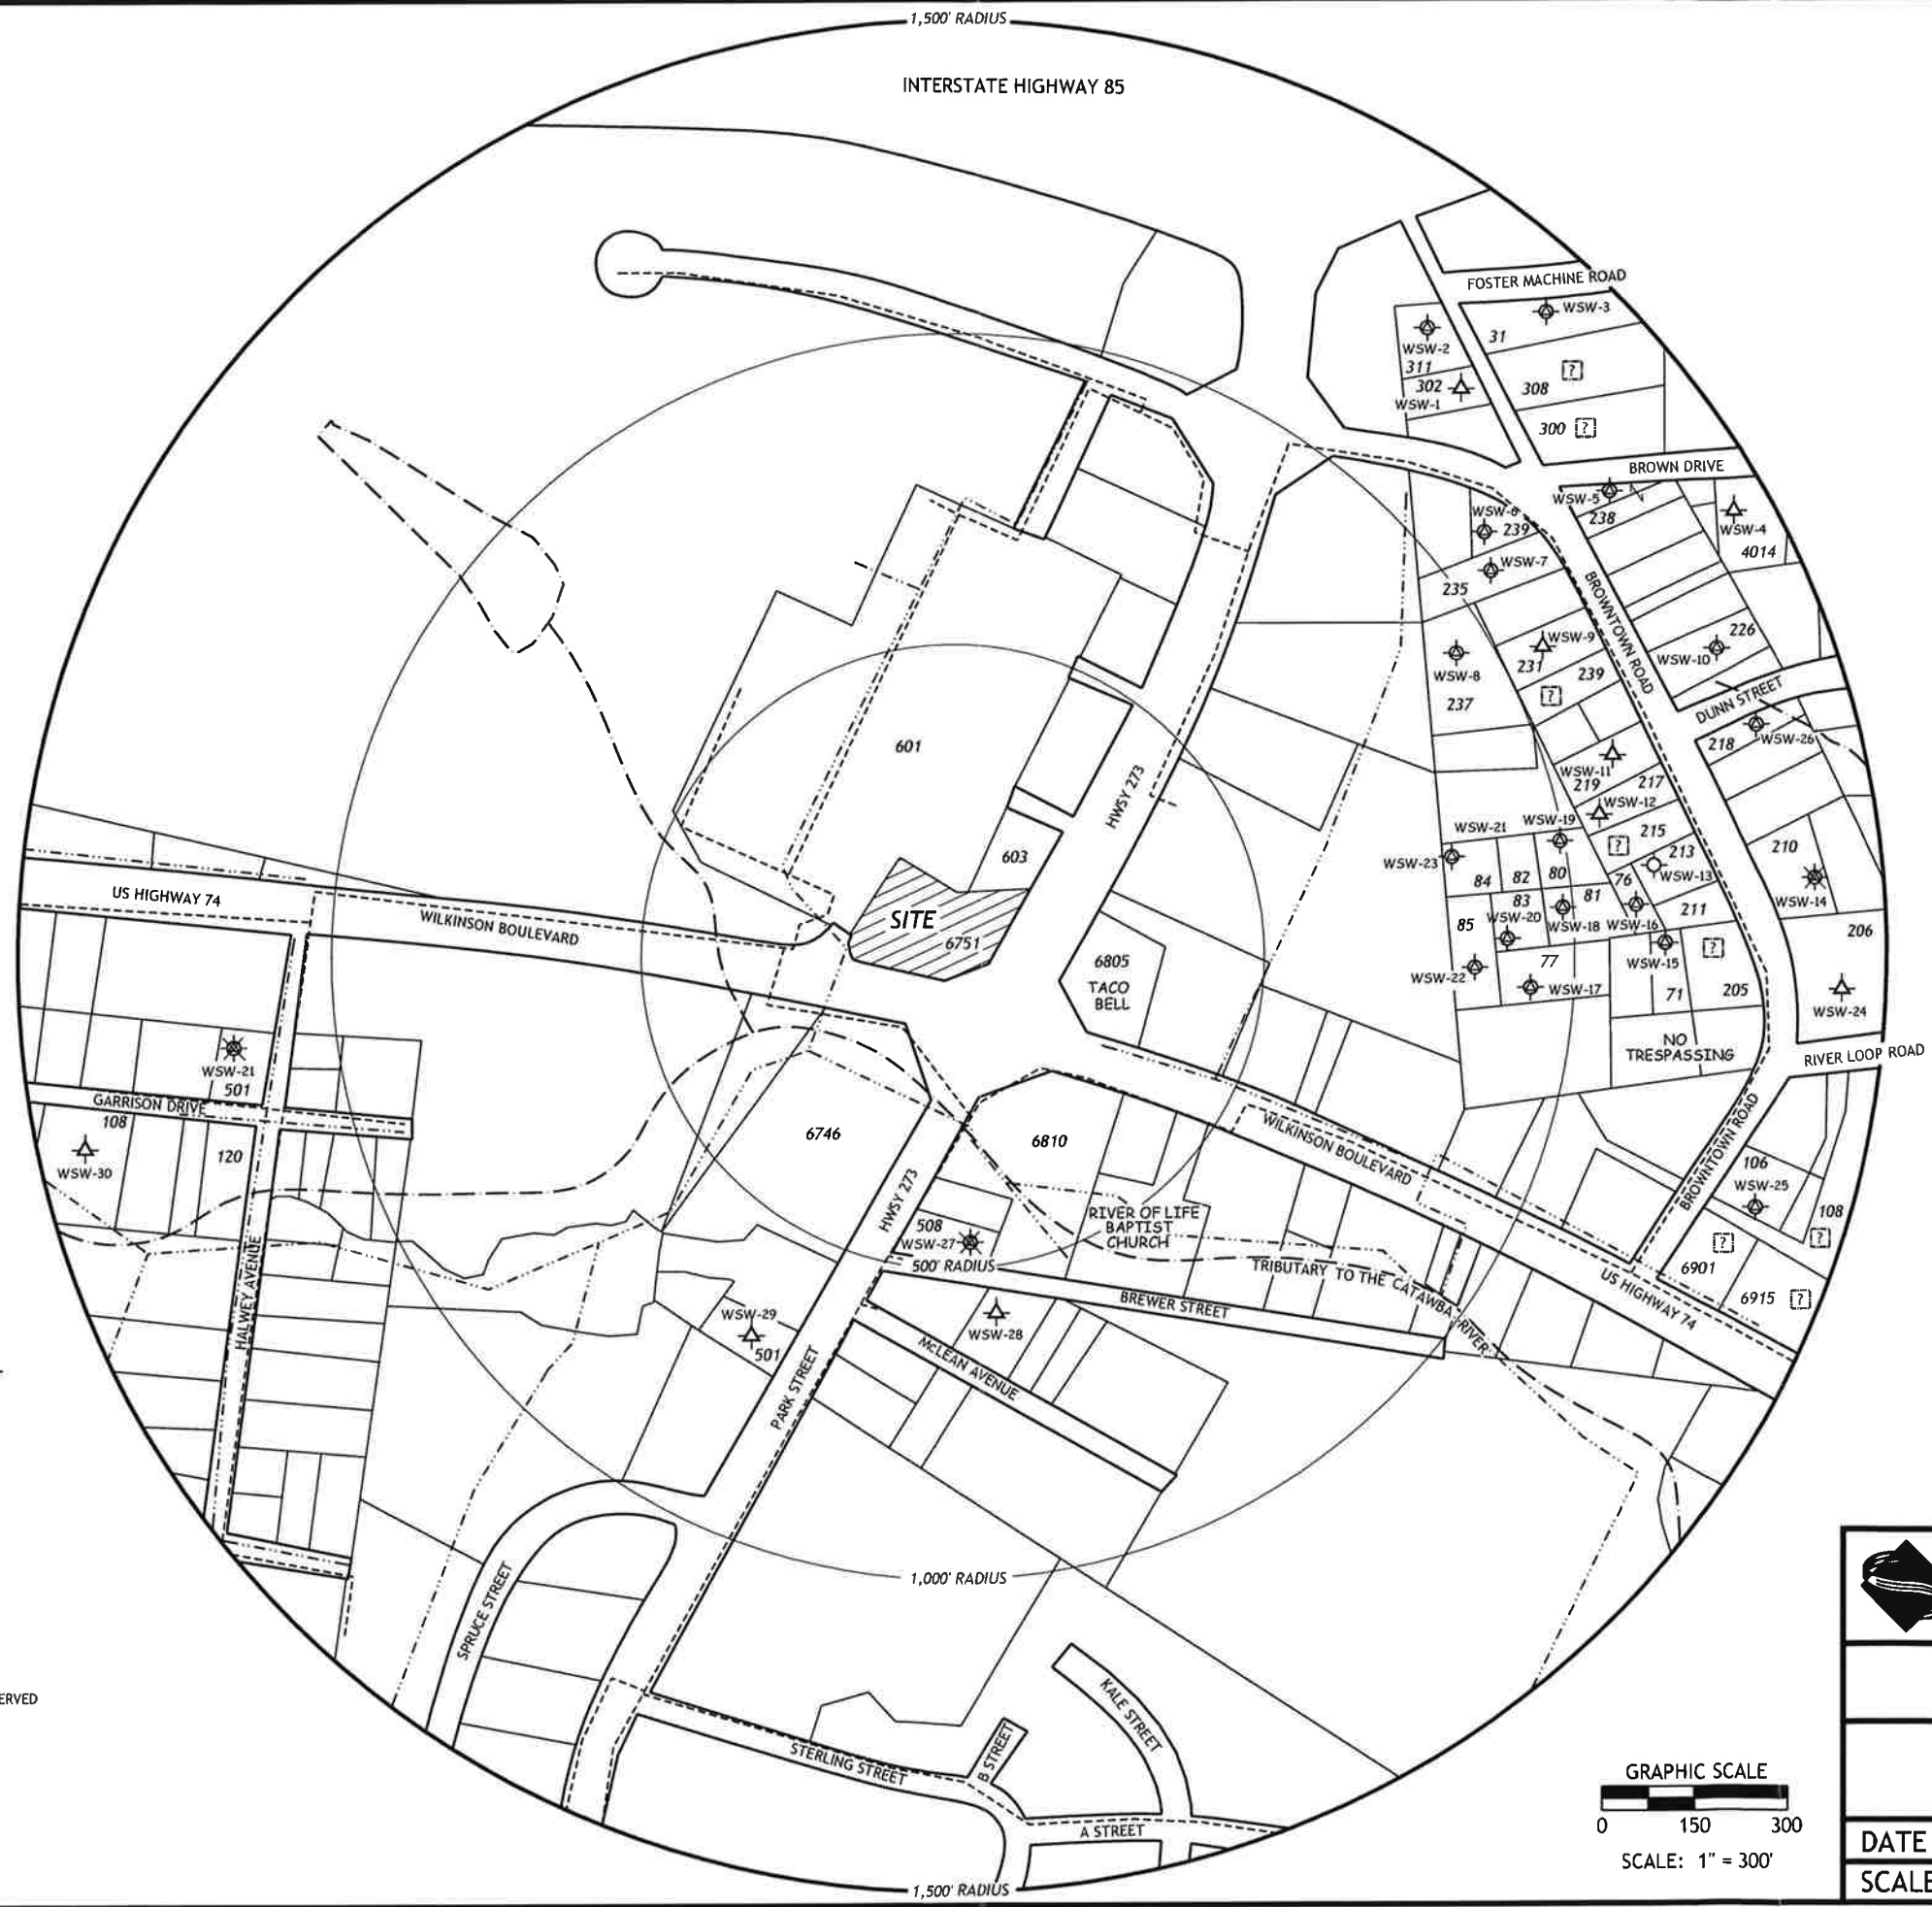 1,500' RADIUS
INTERSTATE HIGHWAY 85
FOSTER MACHINE ROAD
WSW-3
31
WSW-2
311
302
WSW-1
?
308
300 ?
BROWN DRIVE
WSW-5
238
WSW-6
239
WSW-4
4014
WSW-7
235
BROWNTOWN ROAD
WSW-9
231
239
?
WSW-8
237
226
WSW-10
DUNN STREET
218
WSW-26
601
HWSY 273
WSW-11
219
217
WSW-12
WSW-21
WSW-19
215
?
213
WSW-13
210
WSW-14
WSW-23
84
82
80
76
603
83
81
211
85
WSW-20
WSW-18
WSW-16
206
US HIGHWAY 74
WILKINSON BOULEVARD
SITE
6751
6805
TACO
BELL
77
WSW-15
?
WSW-22
WSW-17
71
205
WSW-24
NO
TRESPASSING
RIVER LOOP ROAD
WSW-21
501
GARRISON DRIVE
108
120
WSW-30
6746
6810
WILKINSON BOULEVARD
BROWNTOWN ROAD
106
WSW-25
108
?
HWSY 273
508
WSW-27
RIVER OF LIFE
BAPTIST
CHURCH
500' RADIUS
TRIBUTARY TO THE CATAWBA RIVER
?
6901
6915 ?
US HIGHWAY 74
HALWEY AVENUE
BREWER STREET
WSW-29
501
WSW-28
McLEAN AVENUE
PARK STREET
1,000' RADIUS
SPRUCE STREET
ERVED
KALE STREET
B STREET
STERLING STREET
A STREET
1,500' RADIUS
GRAPHIC SCALE
0 150 300
SCALE: 1" = 300'
DATE
SCALE